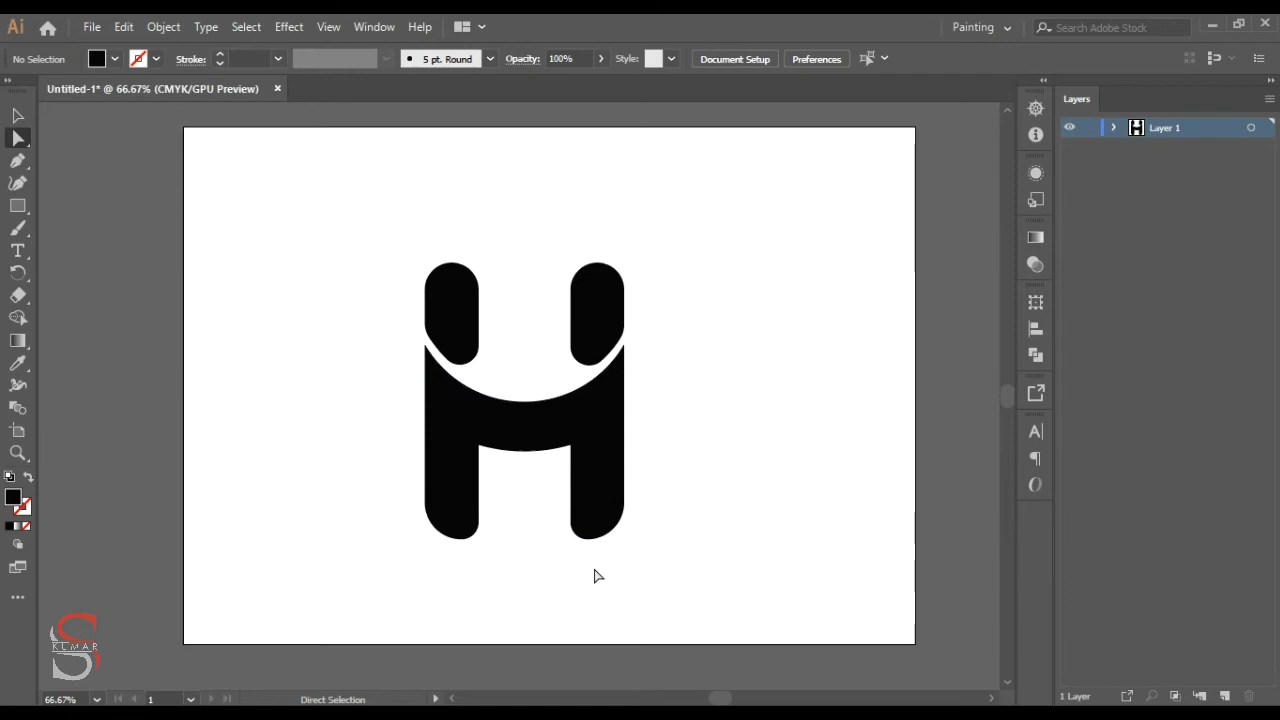 Ai File Edit Object Type Select Effect View Window Help Painting Search Adobe Stock
No Selection Stroke: 5 pt. Round Opacity: 100% Style: Document Setup Preferences
Untitled-1* @ 66.67% (CMYK/GPU Preview) ×
Layers
Layer 1
H
S
KUMAR
66.67% 1 Direct Selection
1 Layer